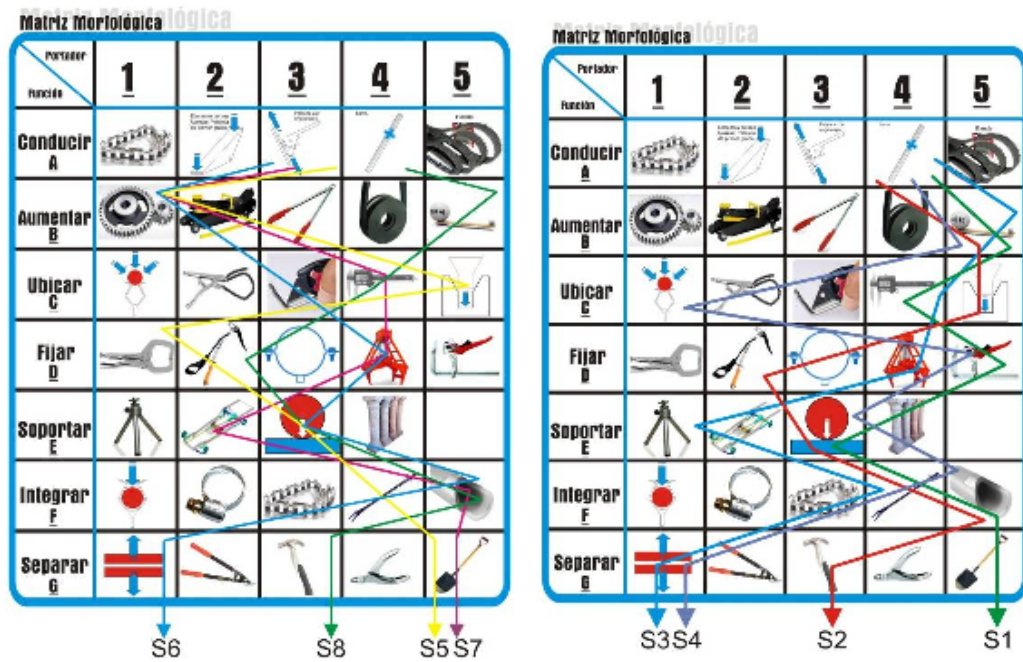 Matriz Morfológica
Portador
Función
1 2 3 4 5
Conducir
A
Aumentar
B
Ubicar
C
Fijar
D
Soportar
E
Integrar
F
Separar
G
S6 S8 S5 S7
Matriz Morfológica
Portador
Función
1 2 3 4 5
Conducir
A
Aumentar
B
Ubicar
C
Fijar
D
Soportar
E
Integrar
F
Separar
G
S3 S4 S2 S1